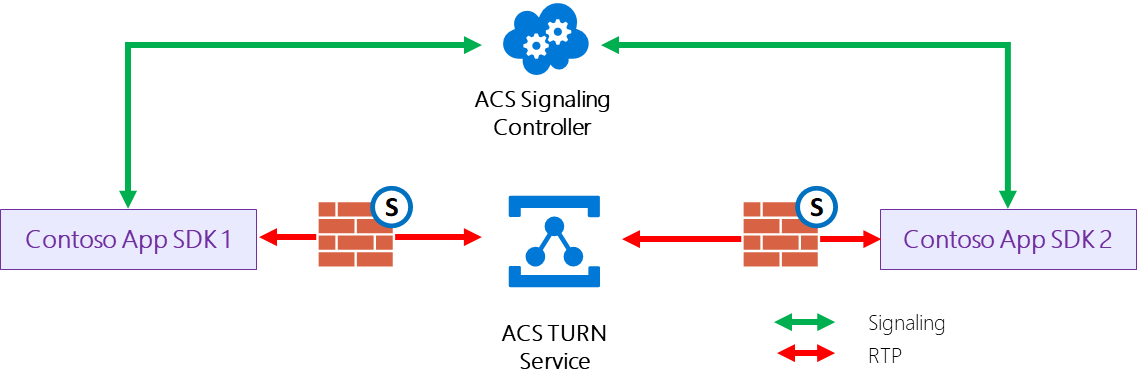 ACS Signaling
Controller
S
S
Contoso App SDK 1
Contoso App SDK 2
ACS TURN
Service
Signaling
RTP